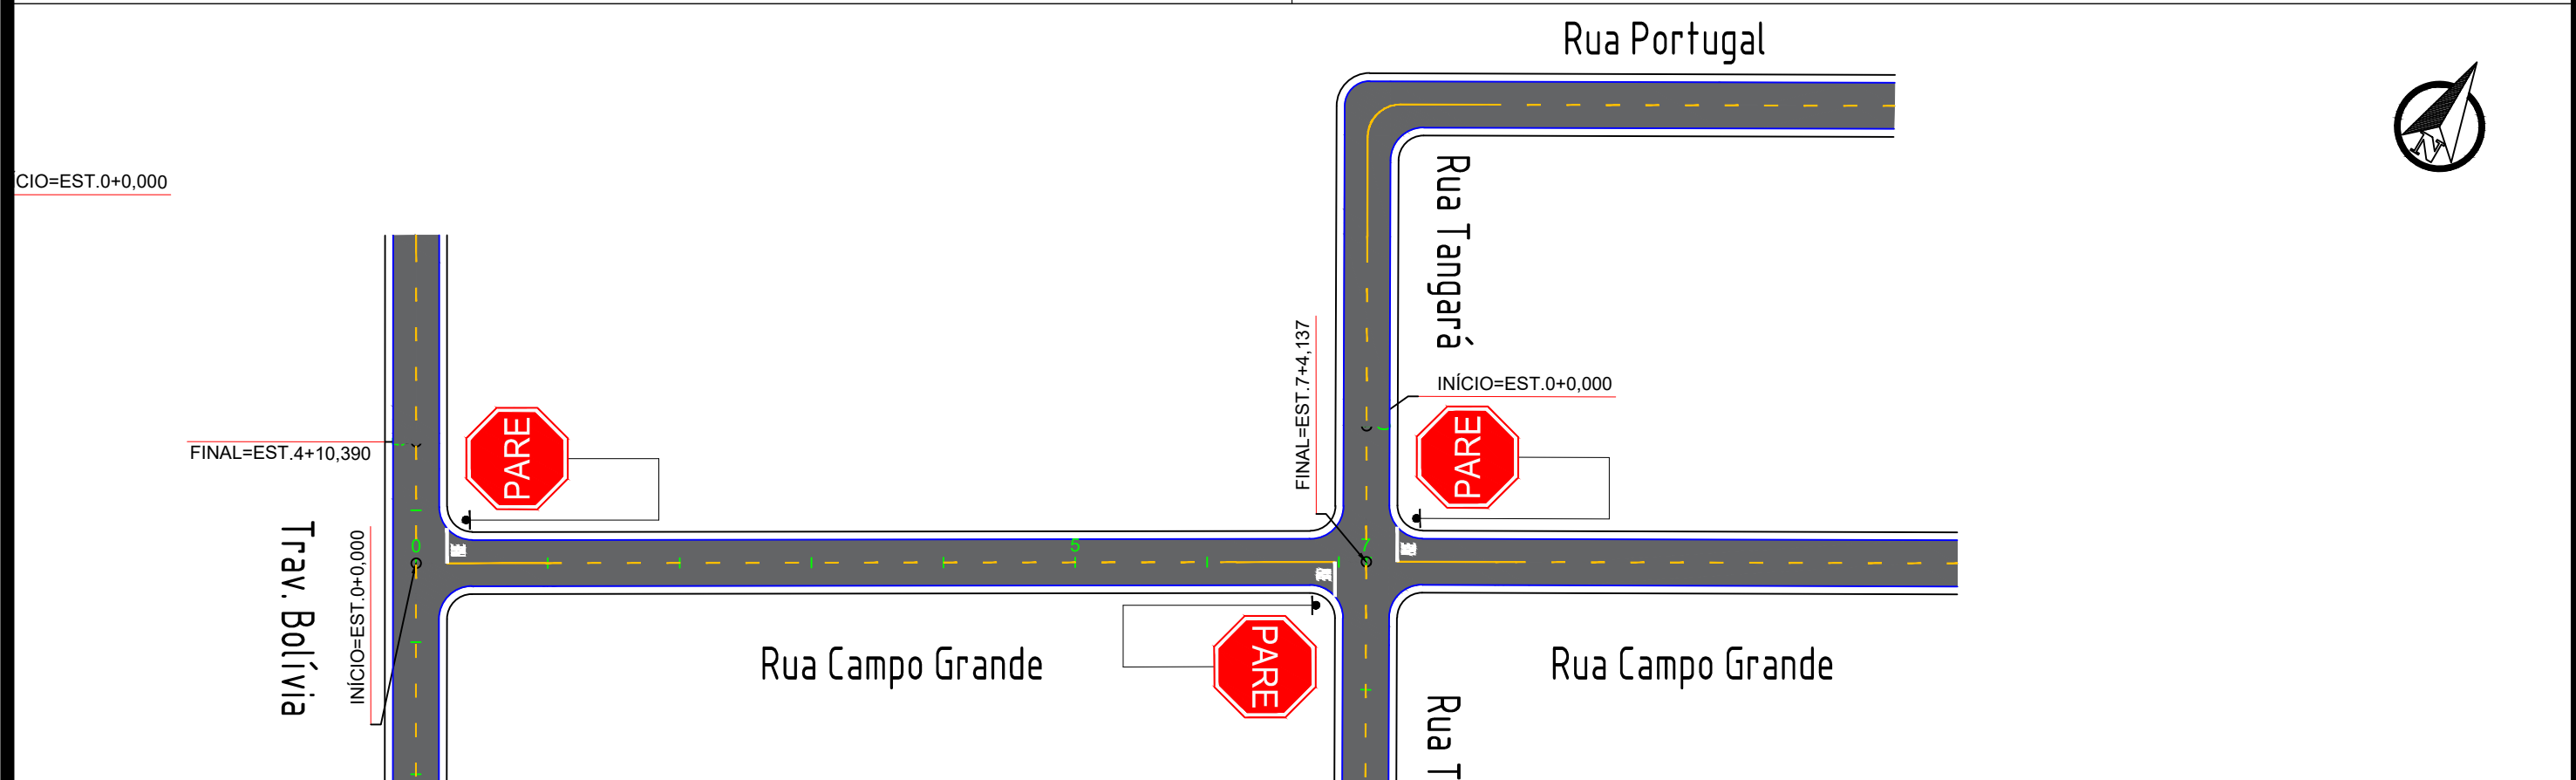 Rua Portugal
CIO=EST.0+0,000
Rua Tangará
N
FINAL=EST.7+4,137
INÍCIO=EST.0+0,000
PARE
PARE
FINAL=EST.4+10,390
Trav. Bolívia
INÍCIO=EST.0+0,000
0
5
7
PARE
Rua Campo Grande
Rua Campo Grande
Rua T